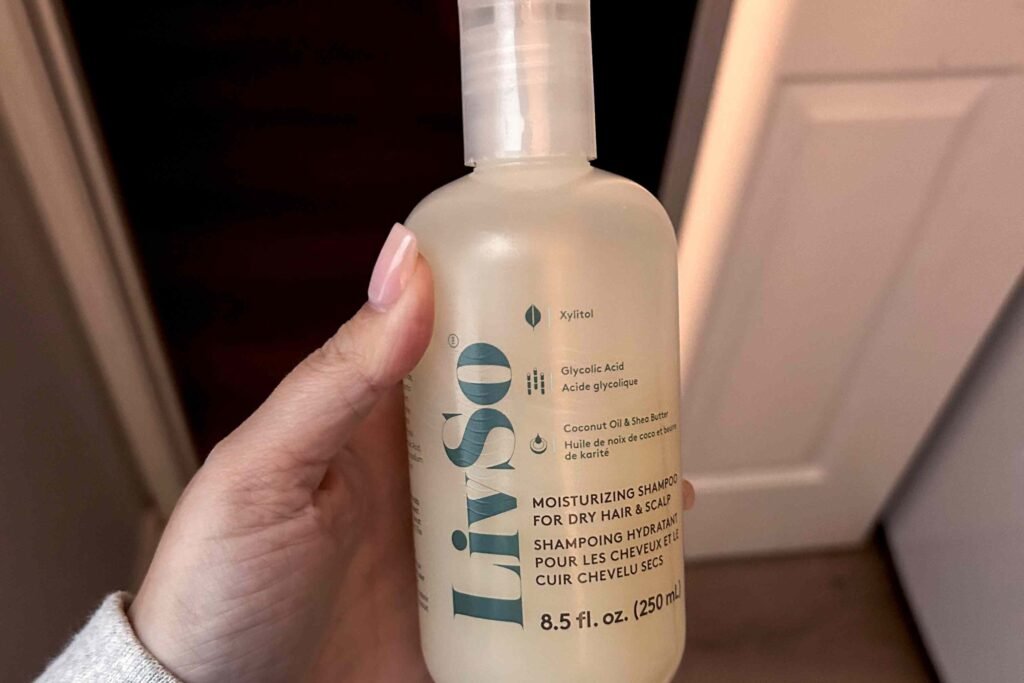 LivSo
Xylitol
Glycolic Acid
Acide glycolique
Coconut Oil & Shea Butter
Huile de noix de coco et beurre
de karité
MOISTURIZING SHAMPOO
FOR DRY HAIR & SCALP
SHAMPOING HYDRATANT
POUR LES CHEVEUX ET LE
CUIR CHEVELU SECS
8.5 fl. oz. (250 mL)